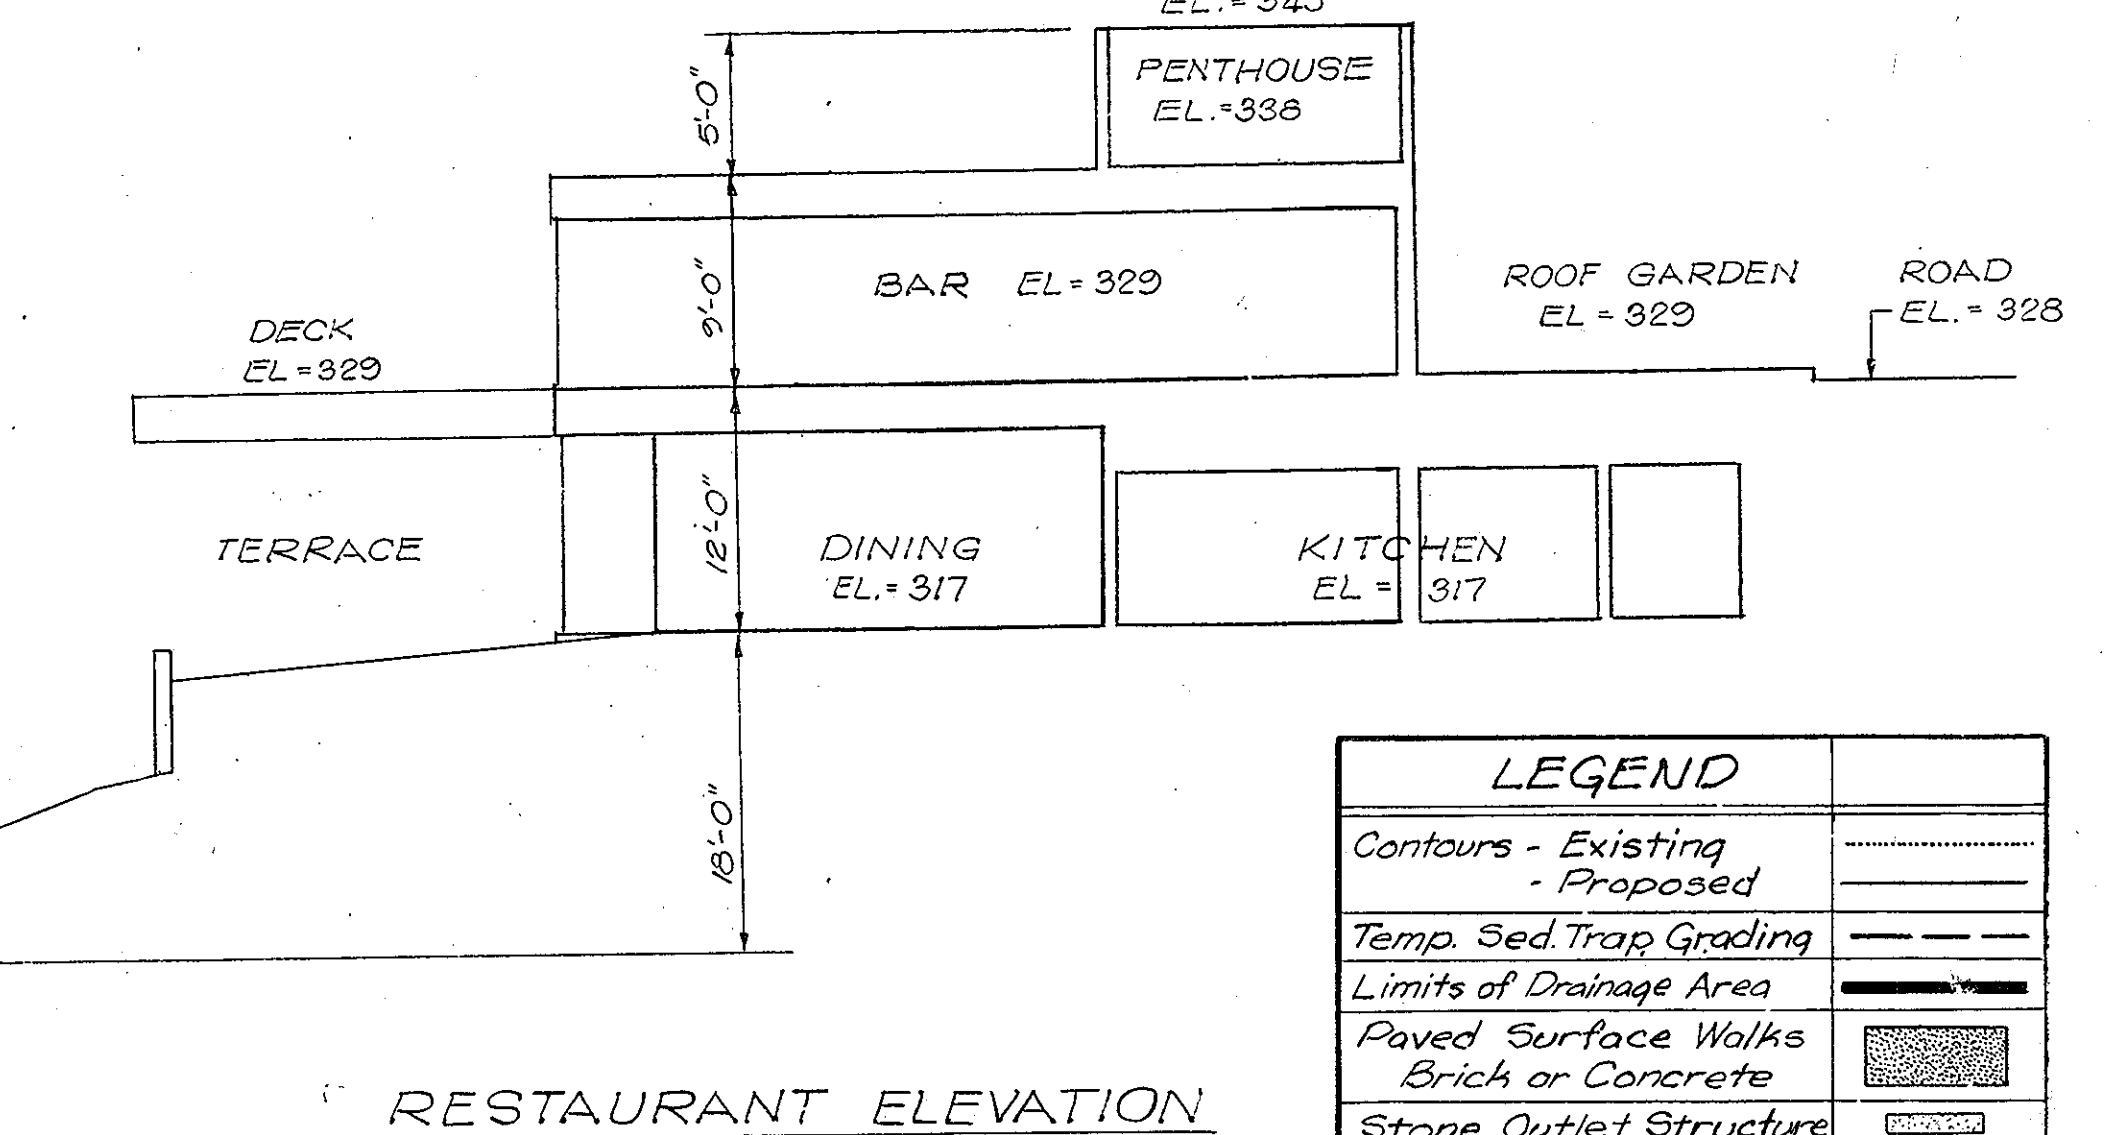 EL.= 343
PENTHOUSE
EL.=338
5'-0"
9'-0"
BAR EL= 329
ROOF GARDEN
EL = 329
ROAD
EL. = 328
DECK
EL =329
TERRACE
12'-0"
DINING
EL.= 317
KITCHEN
EL = 317
18'-0"
RESTAURANT ELEVATION
LEGEND
Contours - Existing
- Proposed
Temp. Sed. Trap Grading
Limits of Drainage Area
Paved Surface Walks
Brick or Concrete
Stone Outlet Structure